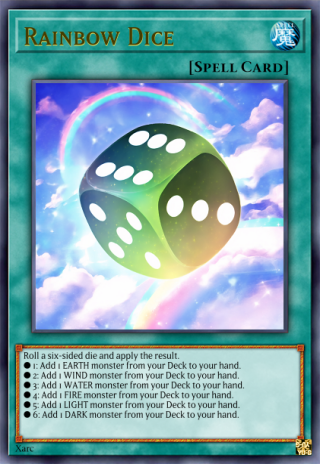 Rainbow Dice
魔
[Spell Card]
Roll a six-sided die and apply the result.
● 1: Add 1 EARTH monster from your Deck to your hand.
● 2: Add 1 WIND monster from your Deck to your hand.
● 3: Add 1 WATER monster from your Deck to your hand.
● 4: Add 1 FIRE monster from your Deck to your hand.
● 5: Add 1 LIGHT monster from your Deck to your hand.
● 6: Add 1 DARK monster from your Deck to your hand.
Xarc